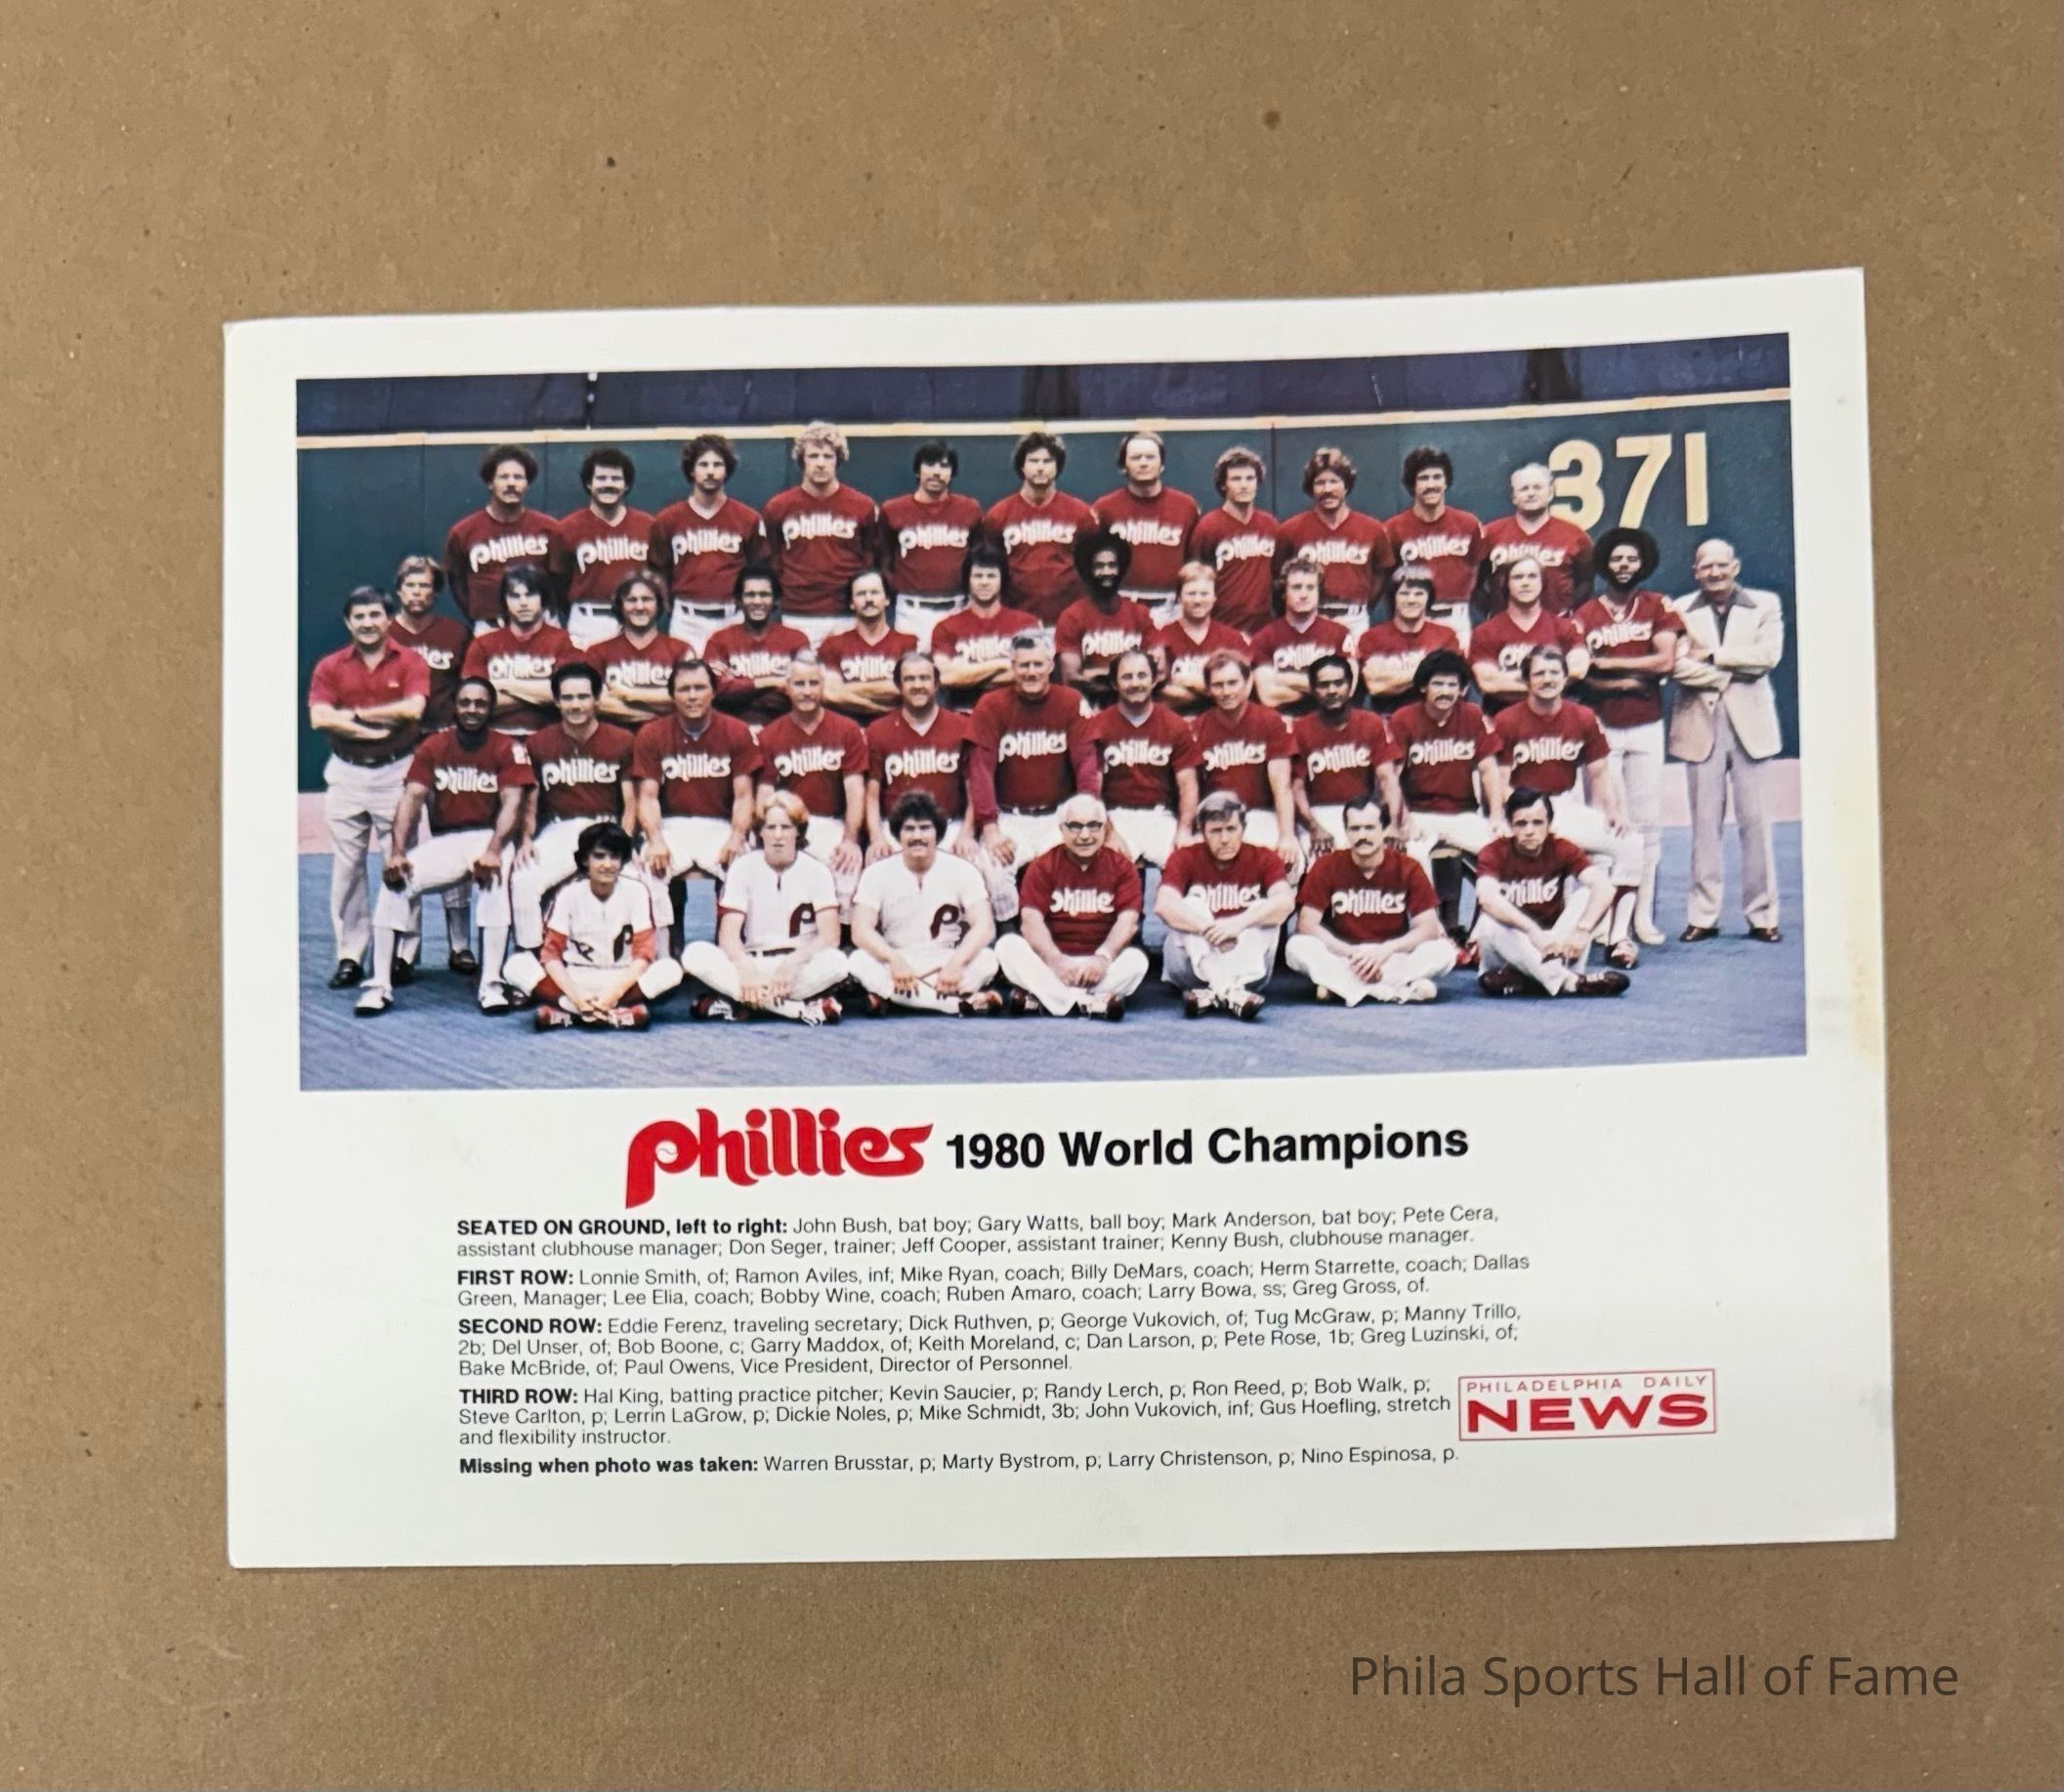 371
phillies 1980 World Champions
SEATED ON GROUND, left to right: John Bush, bat boy; Gary Watts, ball boy; Mark Anderson, bat boy; Pete Cera,
assistant clubhouse manager; Don Seger, trainer; Jeff Cooper, assistant trainer; Kenny Bush, clubhouse manager.
FIRST ROW: Lonnie Smith, of; Ramon Aviles, inf; Mike Ryan, coach; Billy DeMars, coach; Herm Starrette, coach; Dallas
Green, Manager; Lee Elia, coach; Bobby Wine, coach; Ruben Amaro, coach; Larry Bowa, ss; Greg Gross, of.
SECOND ROW: Eddie Ferenz, traveling secretary; Dick Ruthven, p; George Vukovich, of; Tug McGraw, p; Manny Trillo,
2b; Del Unser, of; Bob Boone, c; Garry Maddox, of; Keith Moreland, c; Dan Larson, p; Pete Rose, 1b; Greg Luzinski, of;
Bake McBride, of; Paul Owens, Vice President, Director of Personnel.
THIRD ROW: Hal King, batting practice pitcher; Kevin Saucier, p; Randy Lerch, p; Ron Reed, p; Bob Walk, p;
Steve Carlton, p; Lerrin LaGrow, p; Dickie Noles, p; Mike Schmidt, 3b; John Vukovich, inf; Gus Hoefling, stretch
and flexibility instructor.
Missing when photo was taken: Warren Brusstar, p; Marty Bystrom, p; Larry Christenson, p; Nino Espinosa, p.
PHILADELPHIA DAILY
NEWS
Phila Sports Hall of Fame